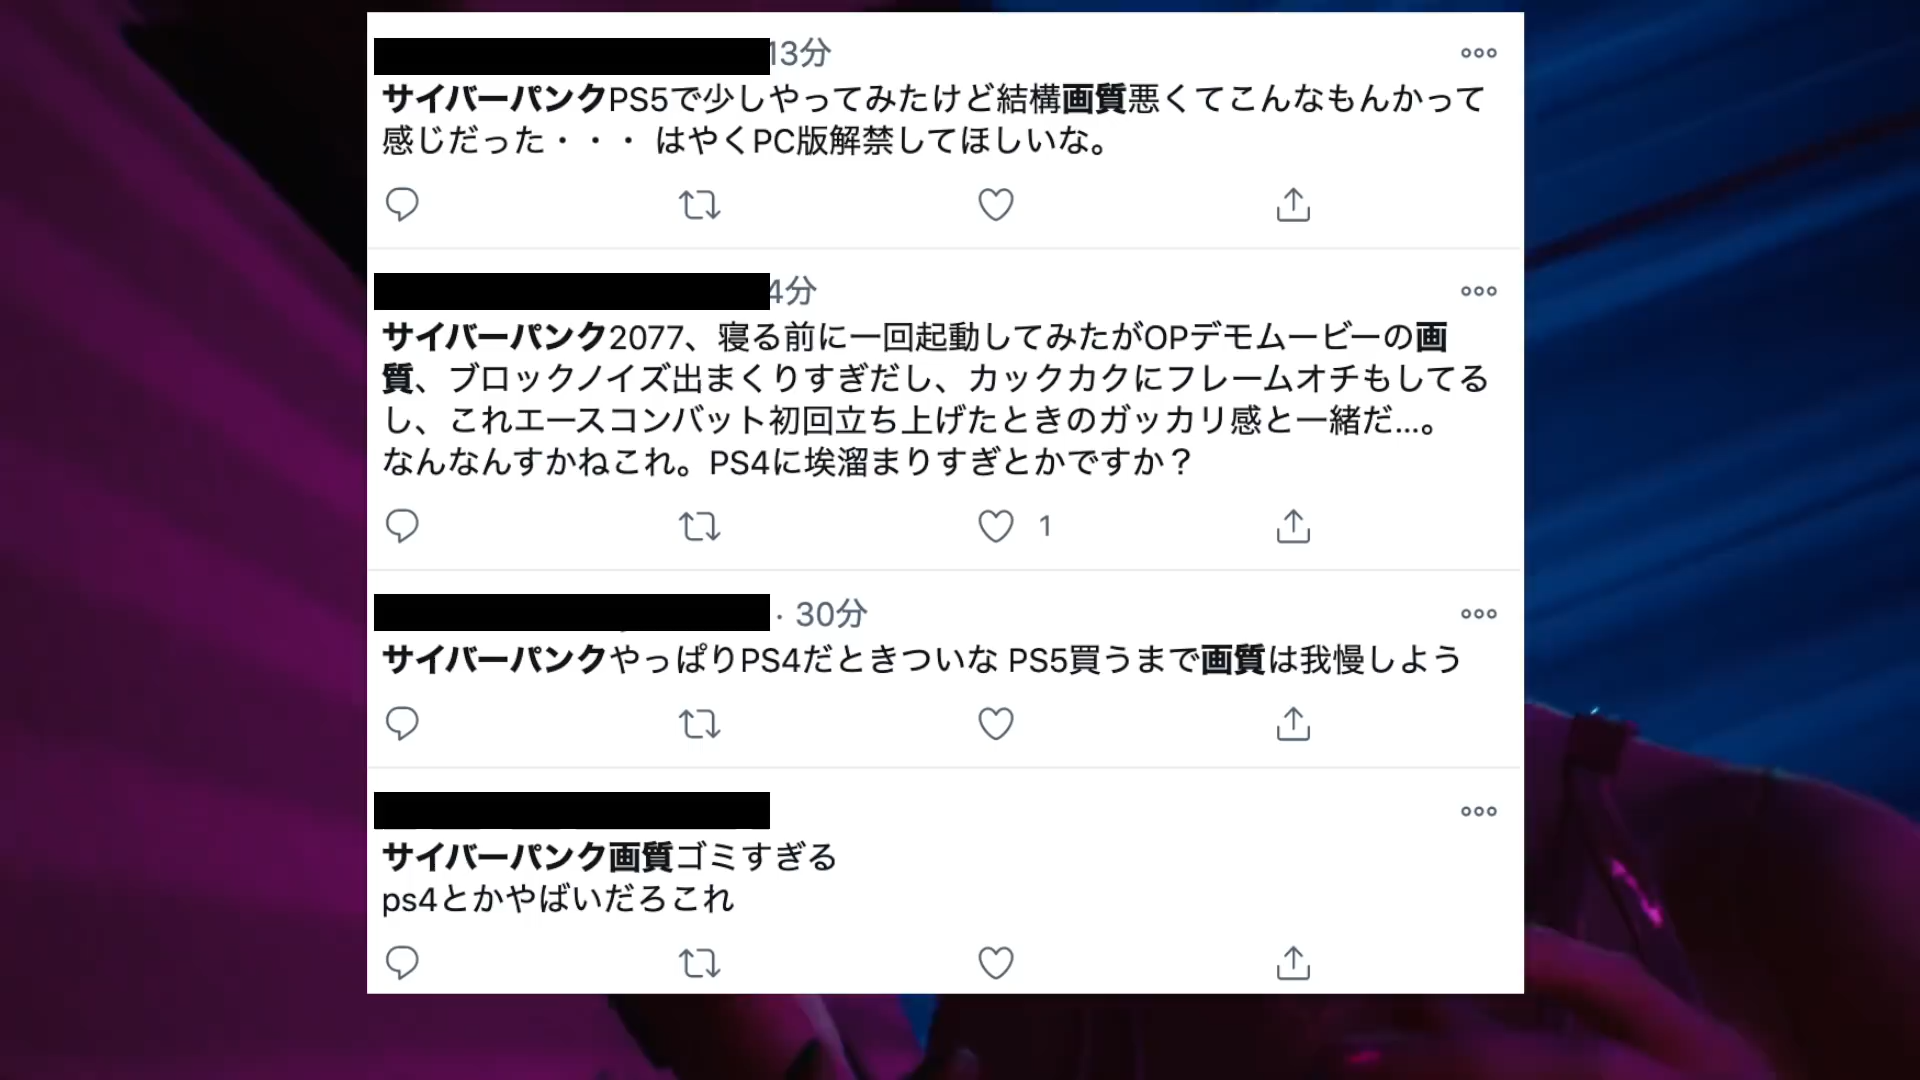 13分
サイバーパンクPS5で少しやってみたけど結構画質悪くてこんなもんかって
感じだった・・・ はやくPC版解禁してほしいな。
4分
サイバーパンク2077、寝る前に一回起動してみたがOPデモムービーの画
質、ブロックノイズ出まくりすぎだし、カックカクにフレームオチもしてる
し、これエースコンバット初回立ち上げたときのガッカリ感と一緒だ...。
なんなんすかねこれ。PS4に埃溜まりすぎとかですか？
1
· 30分
サイバーパンクやっぱりPS4だときついな PS5買うまで画質は我慢しよう
サイバーパンク画質ゴミすぎる
ps4とかやばいだろこれ